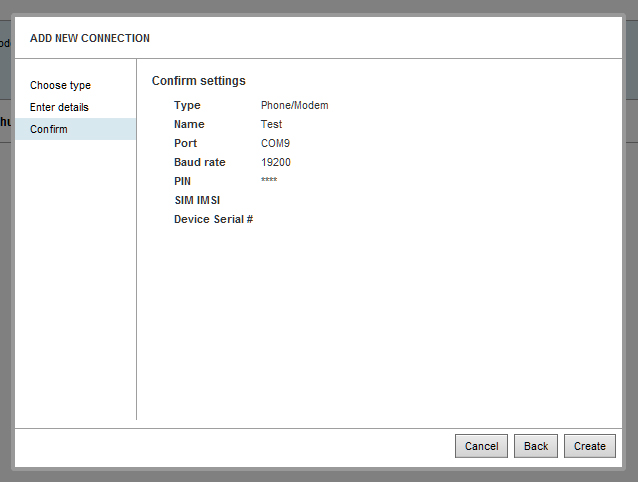 ADD NEW CONNECTION
Choose type
Enter details
Confirm
Confirm settings
Type Phone/Modem
Name Test
Port COM9
Baud rate 19200
PIN ****
SIM IMSI
Device Serial #
Cancel Back Create